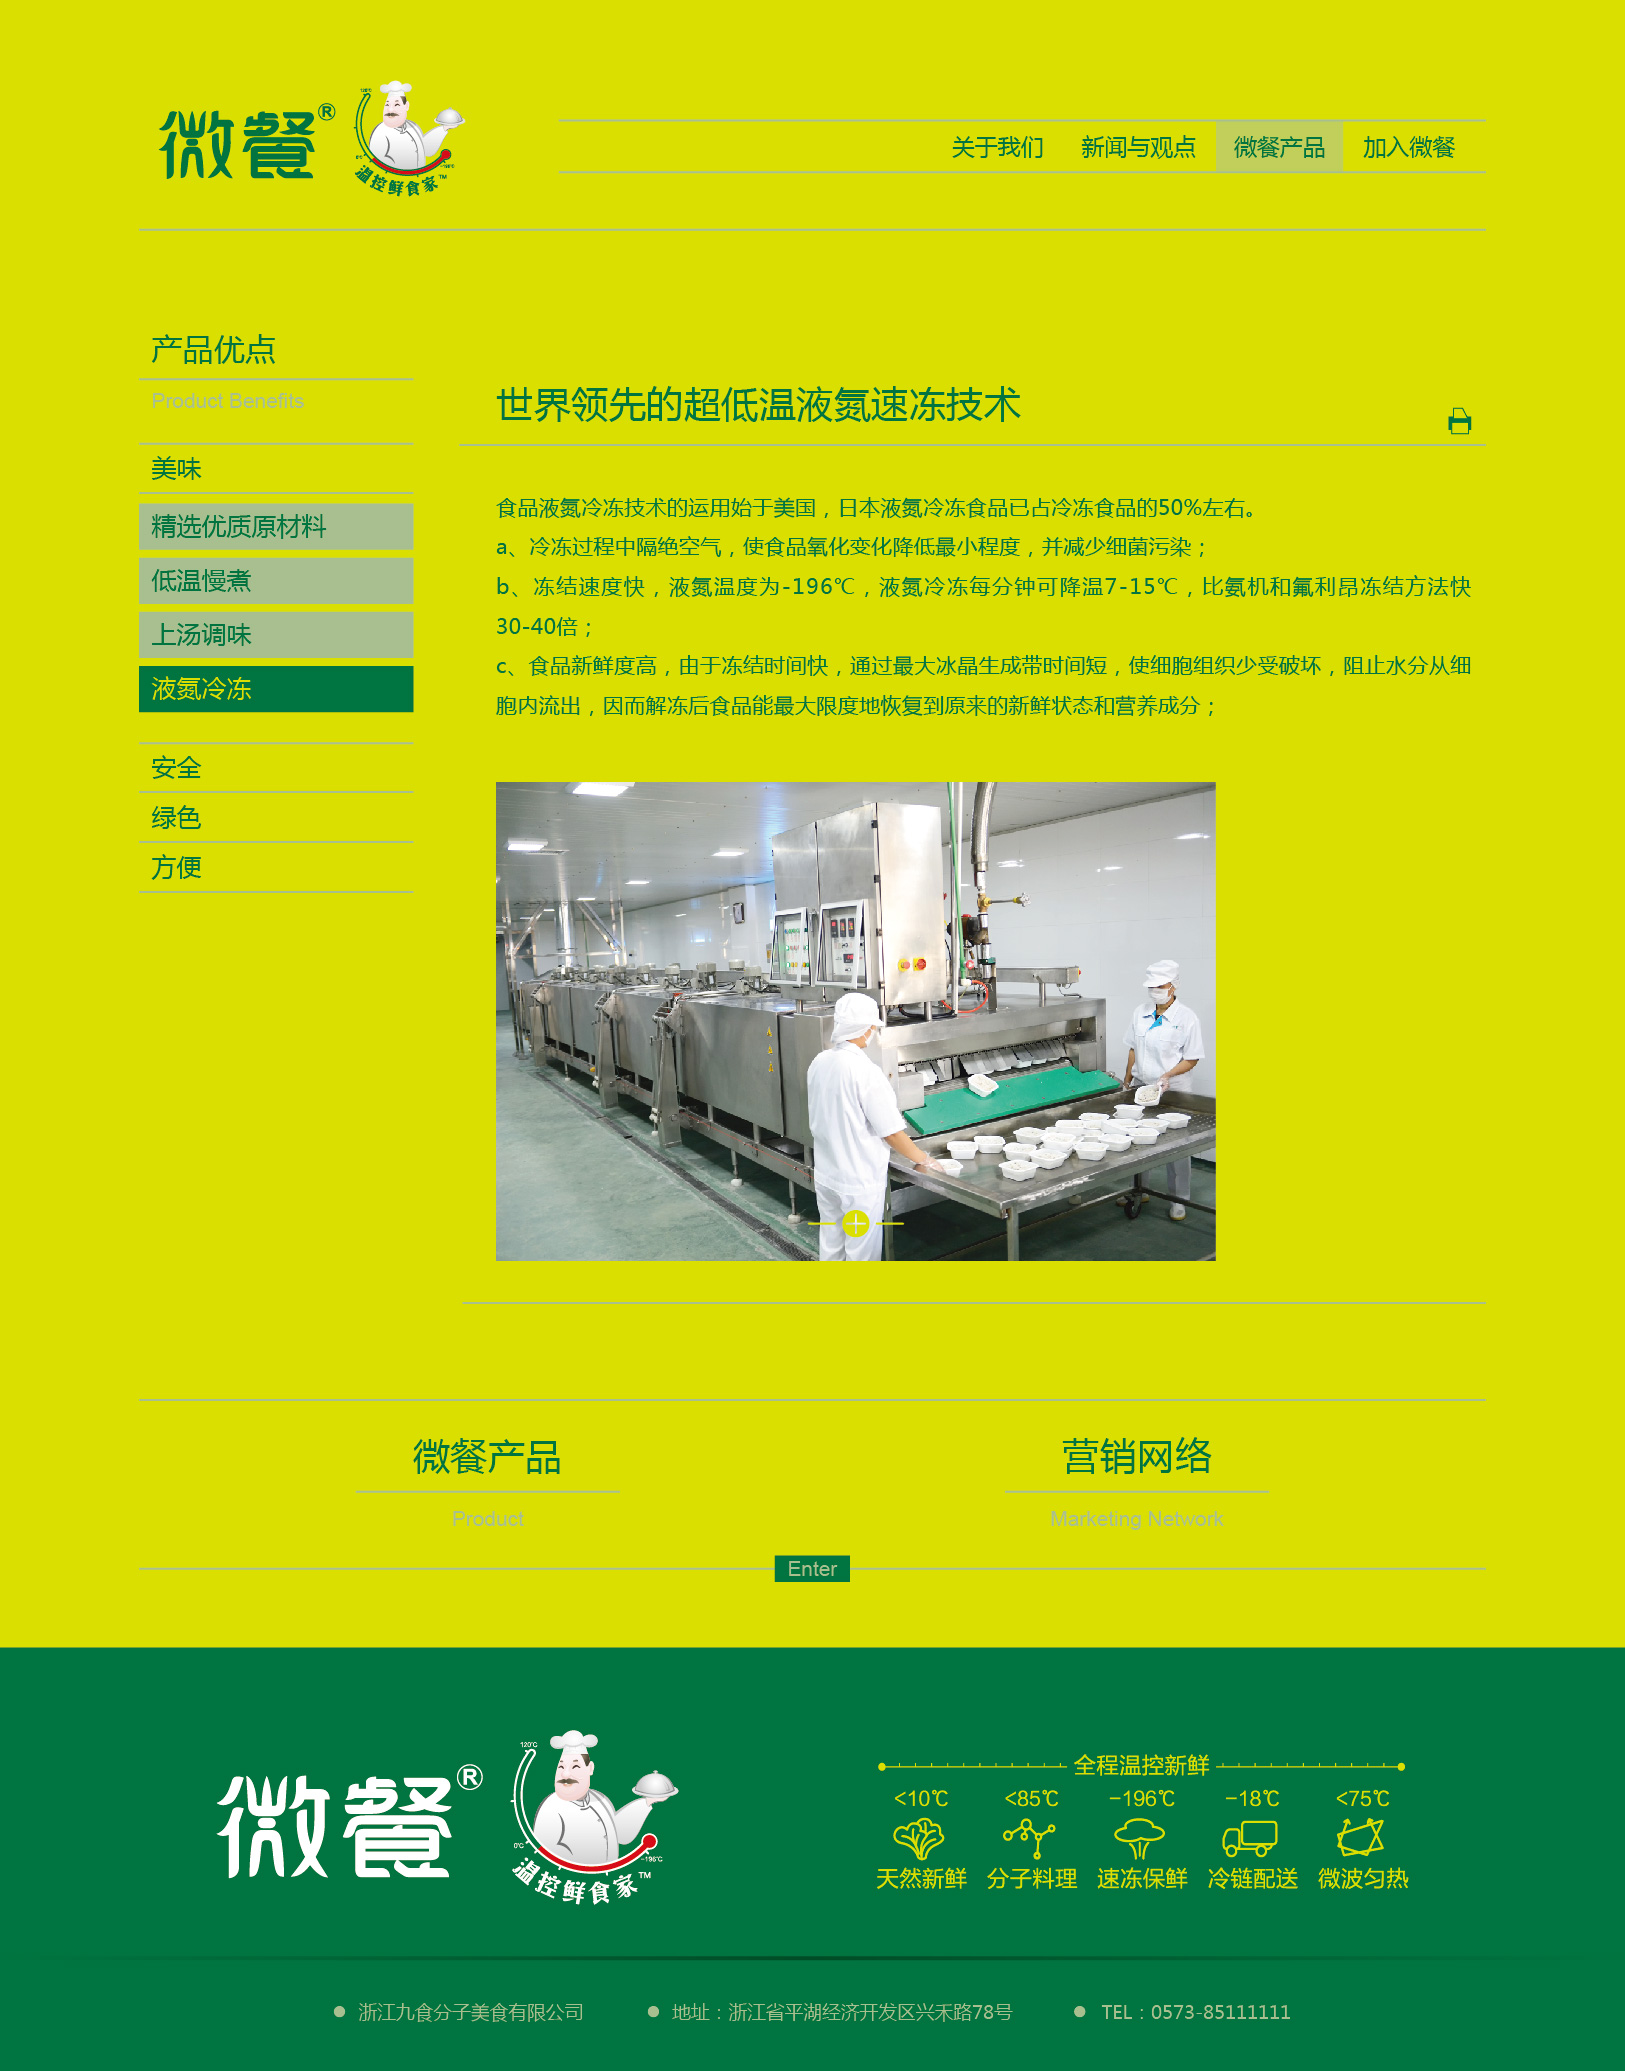 微餐®
120℃
0℃
-196℃
温控鲜食家™
关于我们 新闻与观点 微餐产品 加入微餐
产品优点
Product Benefits
美味
精选优质原材料
低温慢煮
上汤调味
液氮冷冻
安全
绿色
方便
世界领先的超低温液氮速冻技术
食品液氮冷冻技术的运用始于美国，日本液氮冷冻食品已占冷冻食品的50%左右。
a、冷冻过程中隔绝空气，使食品氧化变化降低最小程度，并减少细菌污染；
b、冻结速度快，液氮温度为-196℃，液氮冷冻每分钟可降温7-15℃，比氨机和氟利昂冻结方法快
30-40倍；
c、食品新鲜度高，由于冻结时间快，通过最大冰晶生成带时间短，使细胞组织少受破坏，阻止水分从细
胞内流出，因而解冻后食品能最大限度地恢复到原来的新鲜状态和营养成分；
微餐产品
Product
营销网络
Marketing Network
Enter
微餐®
120℃
0℃
-196℃
温控鲜食家™
全程温控新鲜
<10℃ <85℃ -196℃ -18℃ <75℃
天然新鲜 分子料理 速冻保鲜 冷链配送 微波匀热
浙江九食分子美食有限公司 地址：浙江省平湖经济开发区兴禾路78号 TEL：0573-85111111